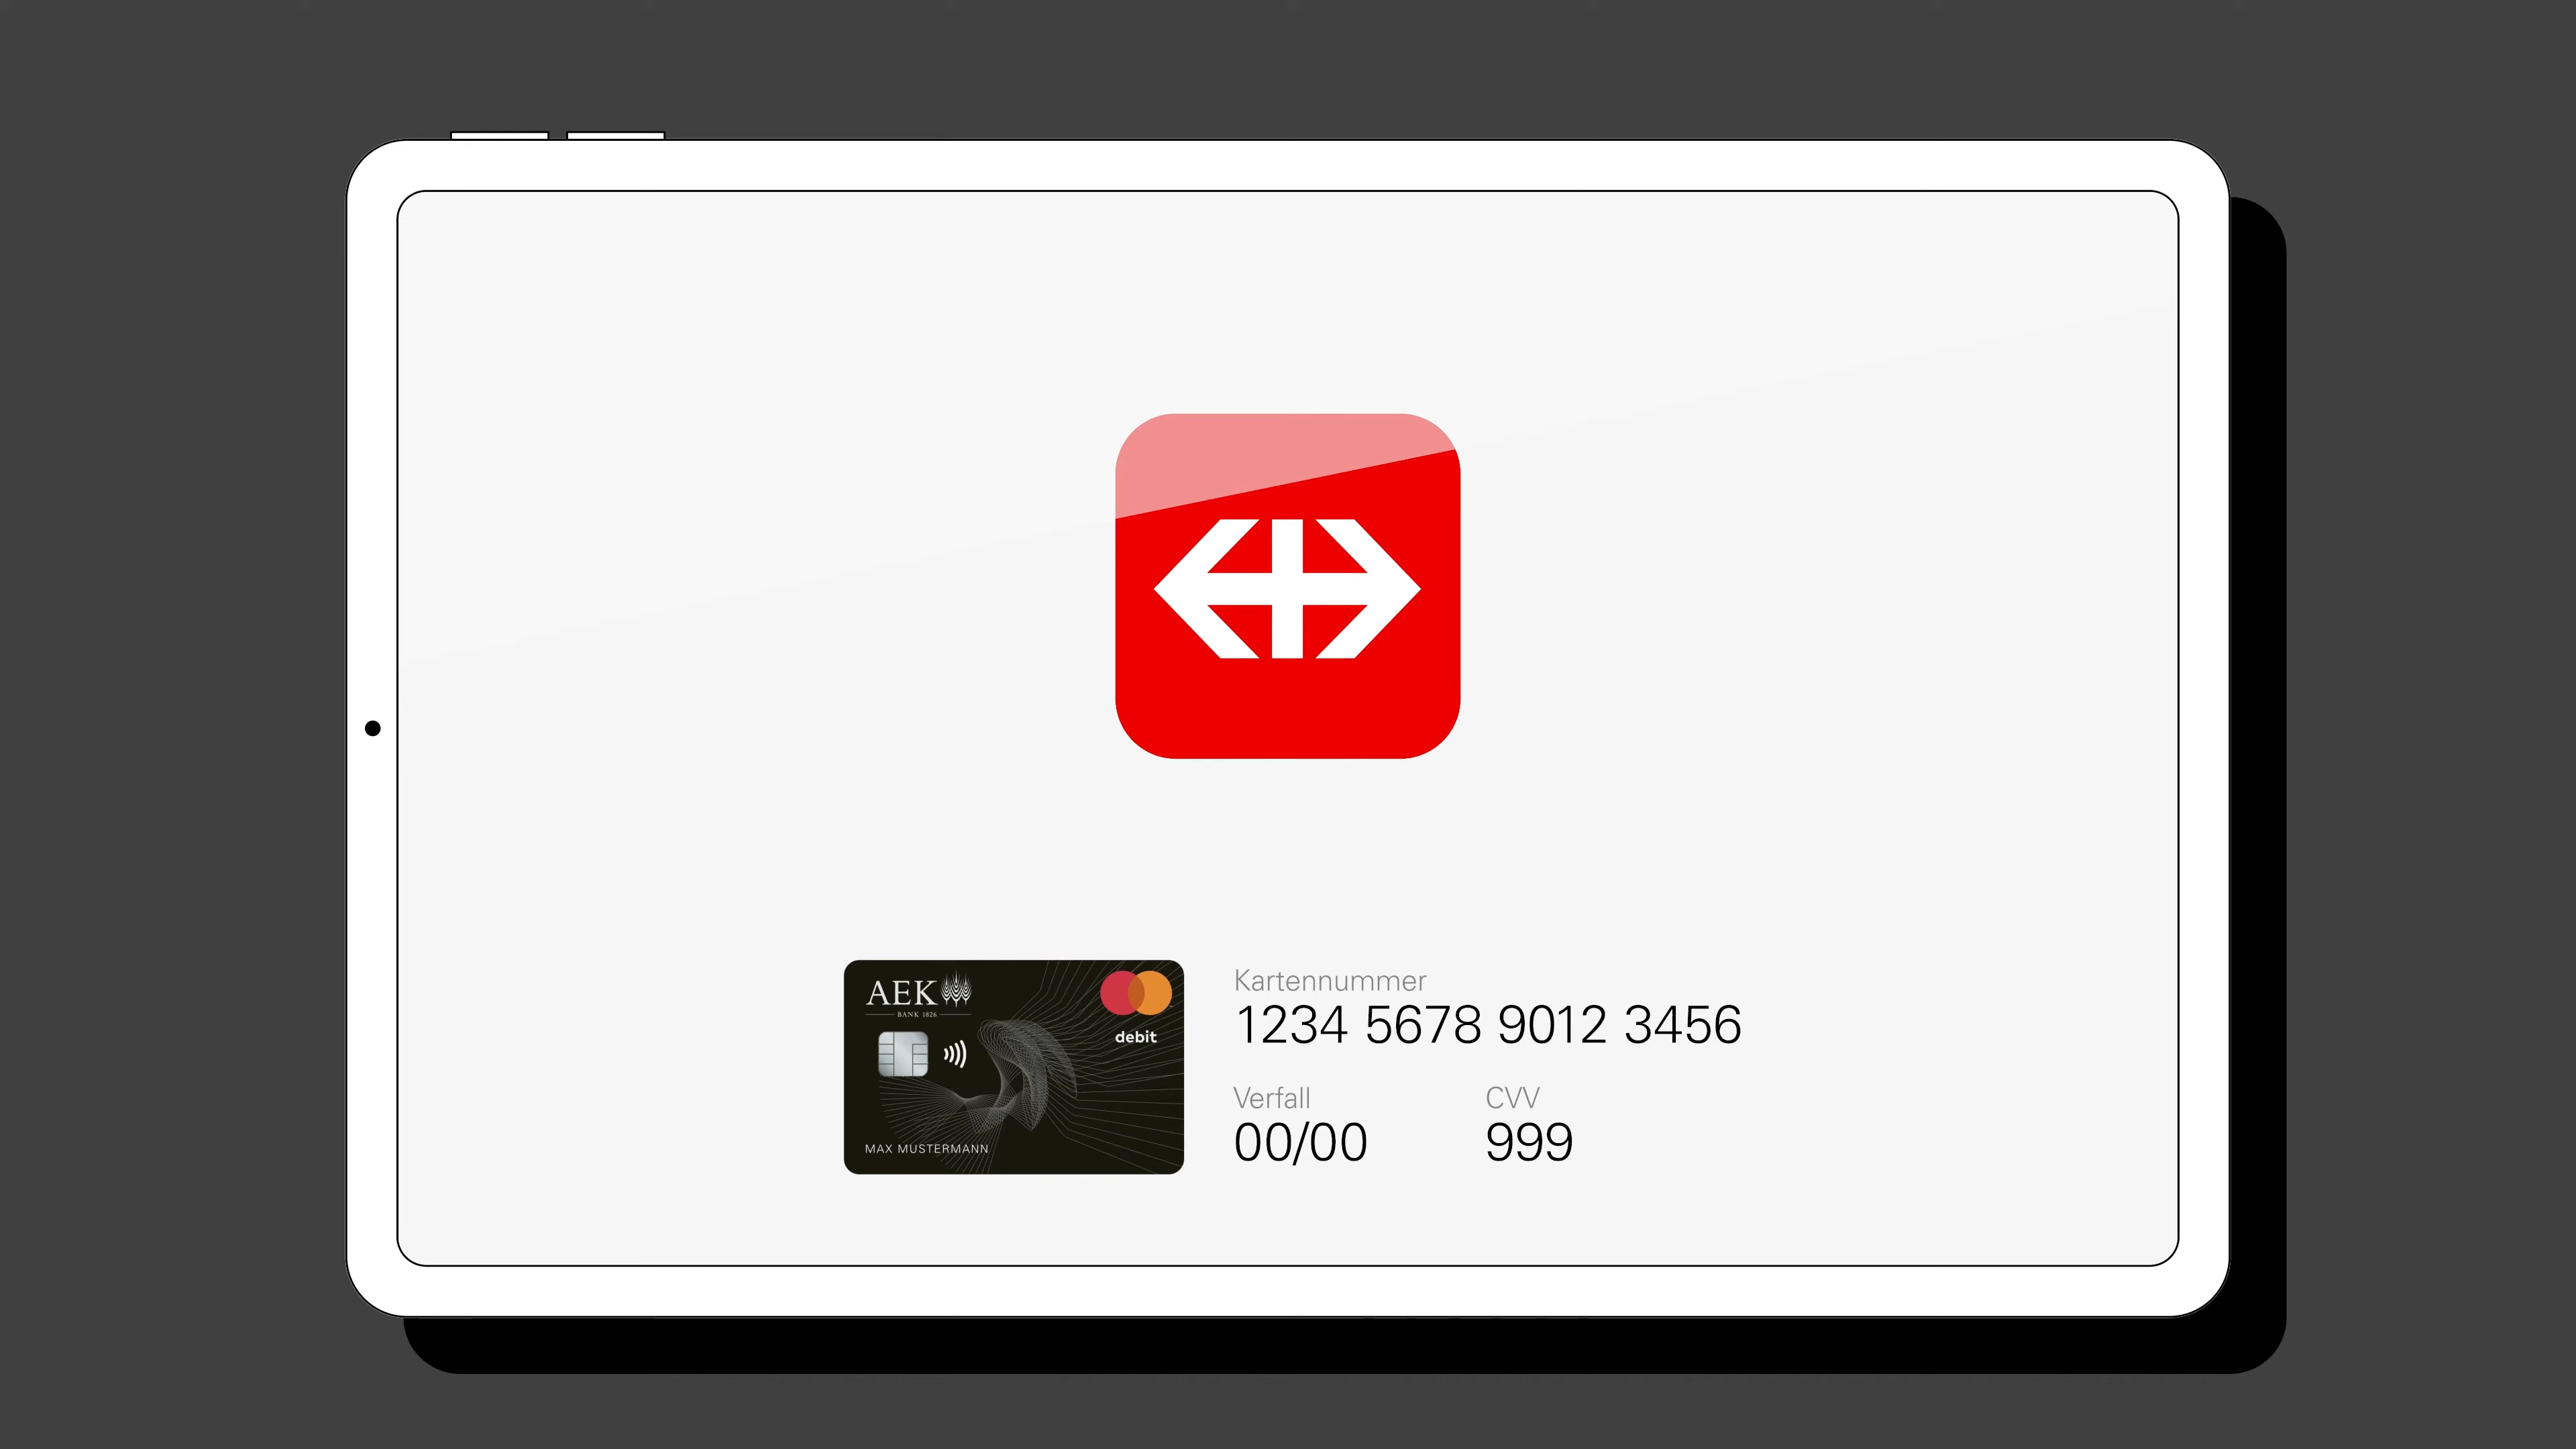 AEK
BANK 1826
debit
MAX MUSTERMANN
Kartennummer
1234 5678 9012 3456
Verfall
CVV
00/00
999